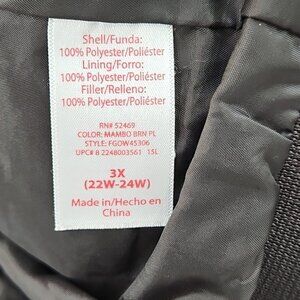 Shell/Funda:
100% Polyester/Poliéster
Lining/Forro:
100% Polyester/Poliéster
Filler/Relleno:
100% Polyester/Poliéster
RN# 52469
COLOR: MAMBO BRN PL
STYLE: FGOW45306
UPC# 8 2248003561 15L
3X
(22W-24W)
Made in/Hecho en
China